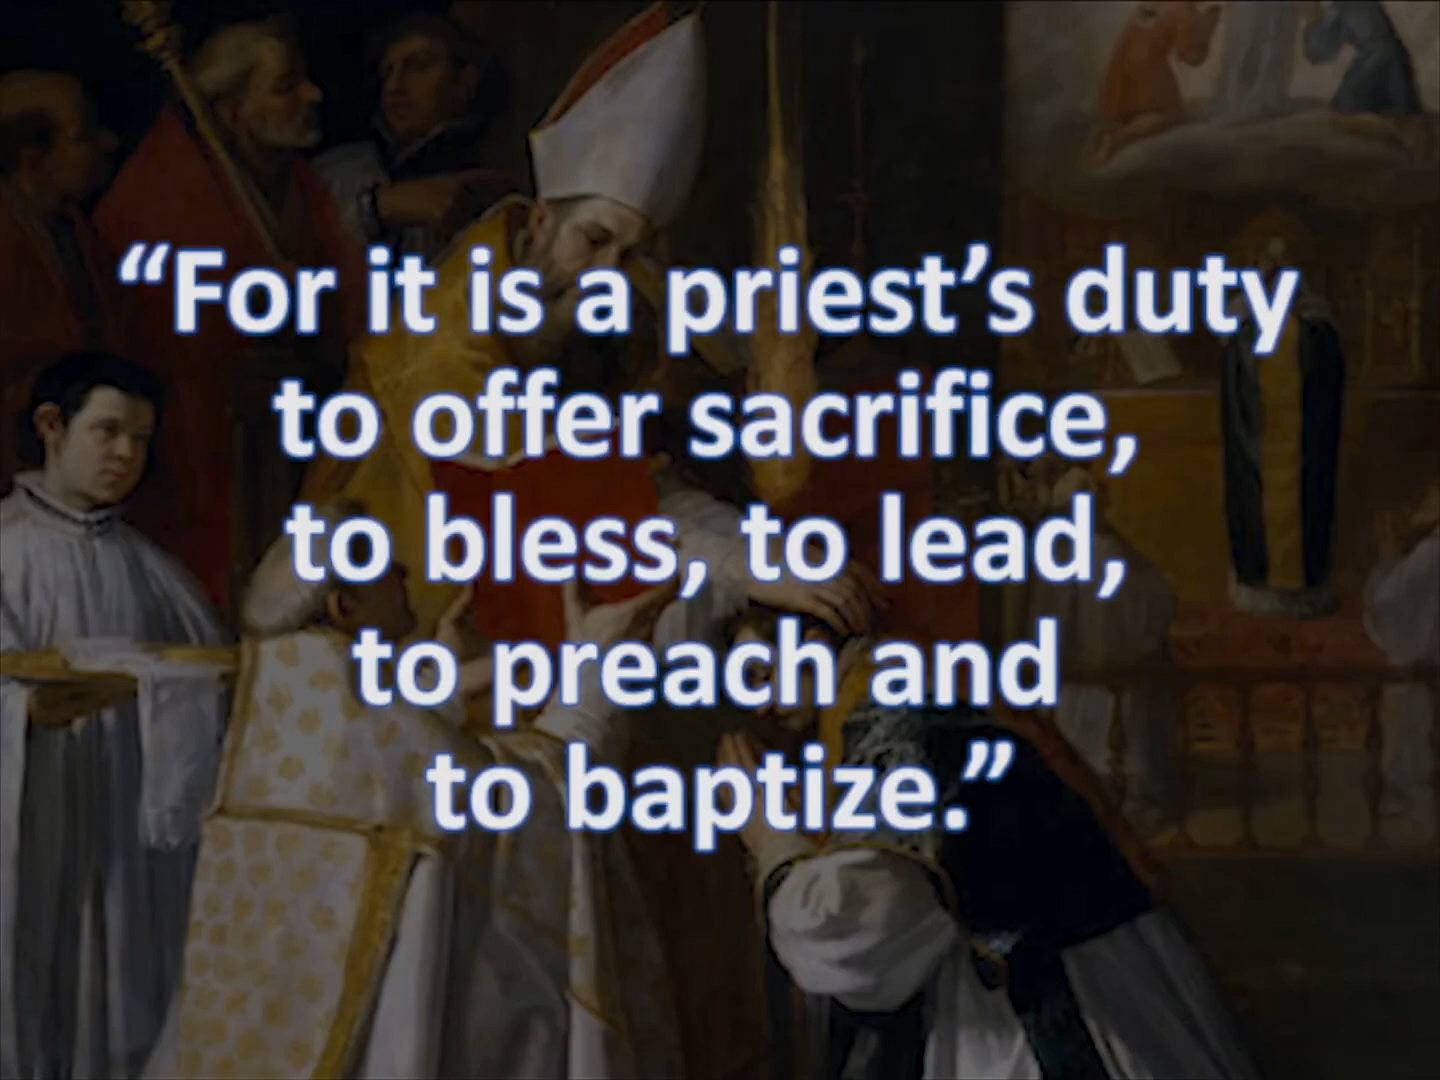 “For it is a priest’s duty
to offer sacrifice,
to bless, to lead,
to preach and
to baptize.”